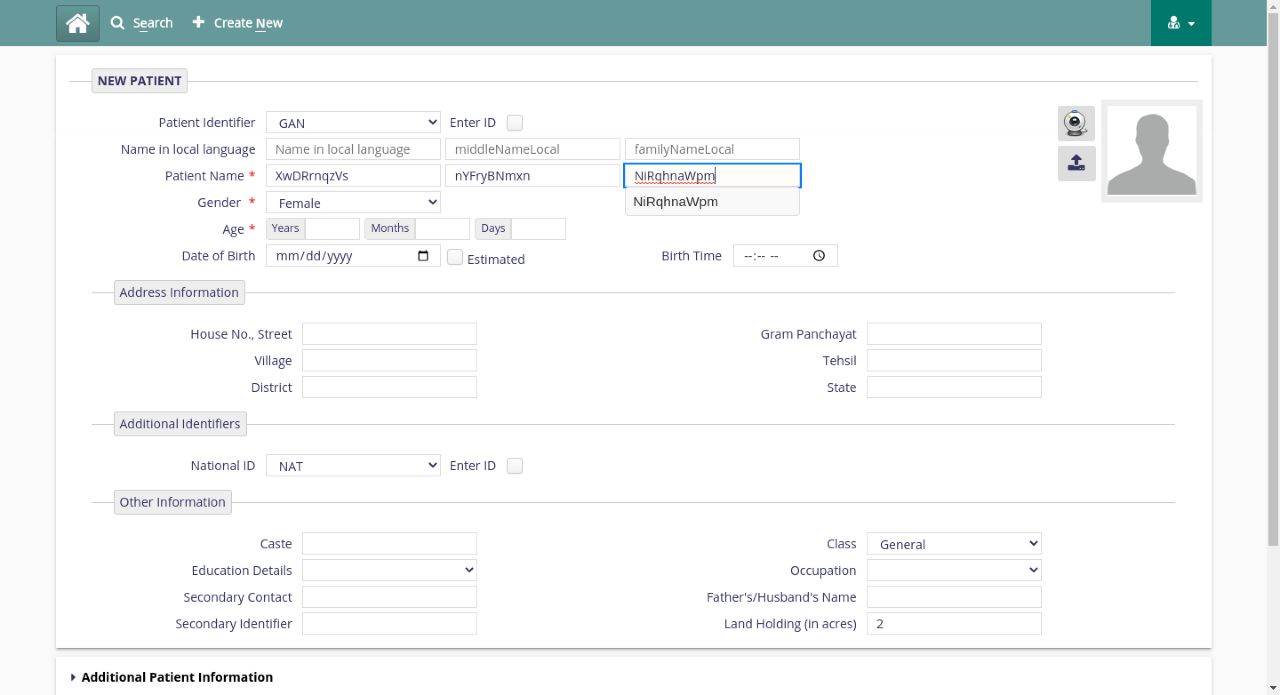 Search Create New
NEW PATIENT
Patient Identifier GAN Enter ID
Name in local language Name in local language middleNameLocal familyNameLocal
Patient Name * XwDRrnqzVs nYFryBNmxn NiRqhnaWpm
Gender * Female NiRqhnaWpm
Age * Years Months Days
Date of Birth mm/dd/yyyy Estimated Birth Time --:-- --
Address Information
House No., Street Gram Panchayat
Village Tehsil
District State
Additional Identifiers
National ID NAT Enter ID
Other Information
Caste Class General
Education Details Occupation
Secondary Contact Father's/Husband's Name
Secondary Identifier Land Holding (in acres) 2
Additional Patient Information